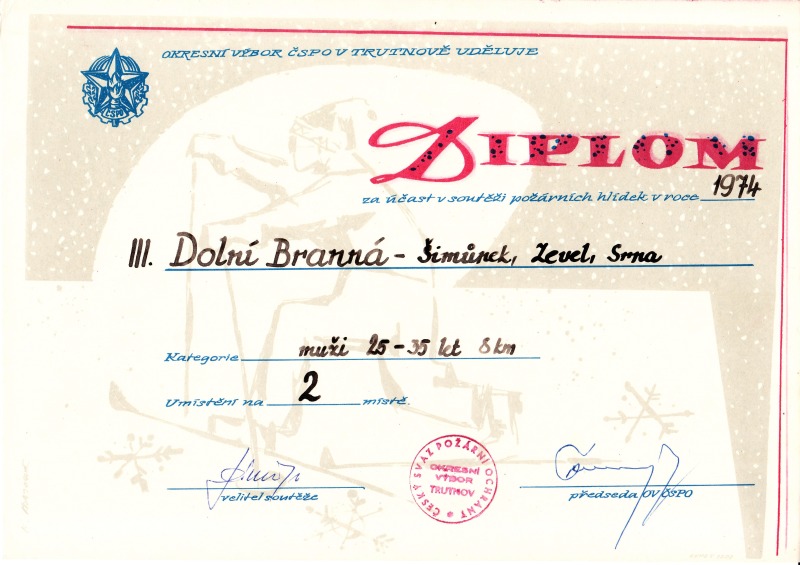 OKRESNÍ VÝBOR ČSPO V TRUTNOVĚ UDĚLUJE
ČSPO
DIPLOM
za účast v soutěži požárních hlídek v roce 1974
III. Dolní Branná - Šimůnek, Zevel, Srna
Kategorie muži 25-35 let 8 km
Umístění na 2 místě
ČESKÝ SVAZ POŽÁRNÍ OCHRANY
OKRESNÍ
VÝBOR
TRUTNOV
velitel soutěže
předseda OV ČSPO